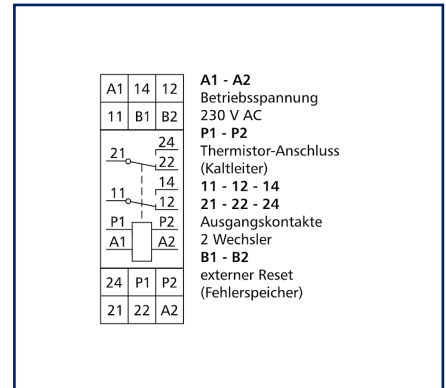 A1 14 12
11 B1 B2
24
21 22
14
11 12
P1 P2
A1 A2
24 P1 P2
21 22 A2
A1 - A2
Betriebsspannung
230 V AC
P1 - P2
Thermistor-Anschluss
(Kaltleiter)
11 - 12 - 14
21 - 22 - 24
Ausgangskontakte
2 Wechsler
B1 - B2
externer Reset
(Fehlerspeicher)